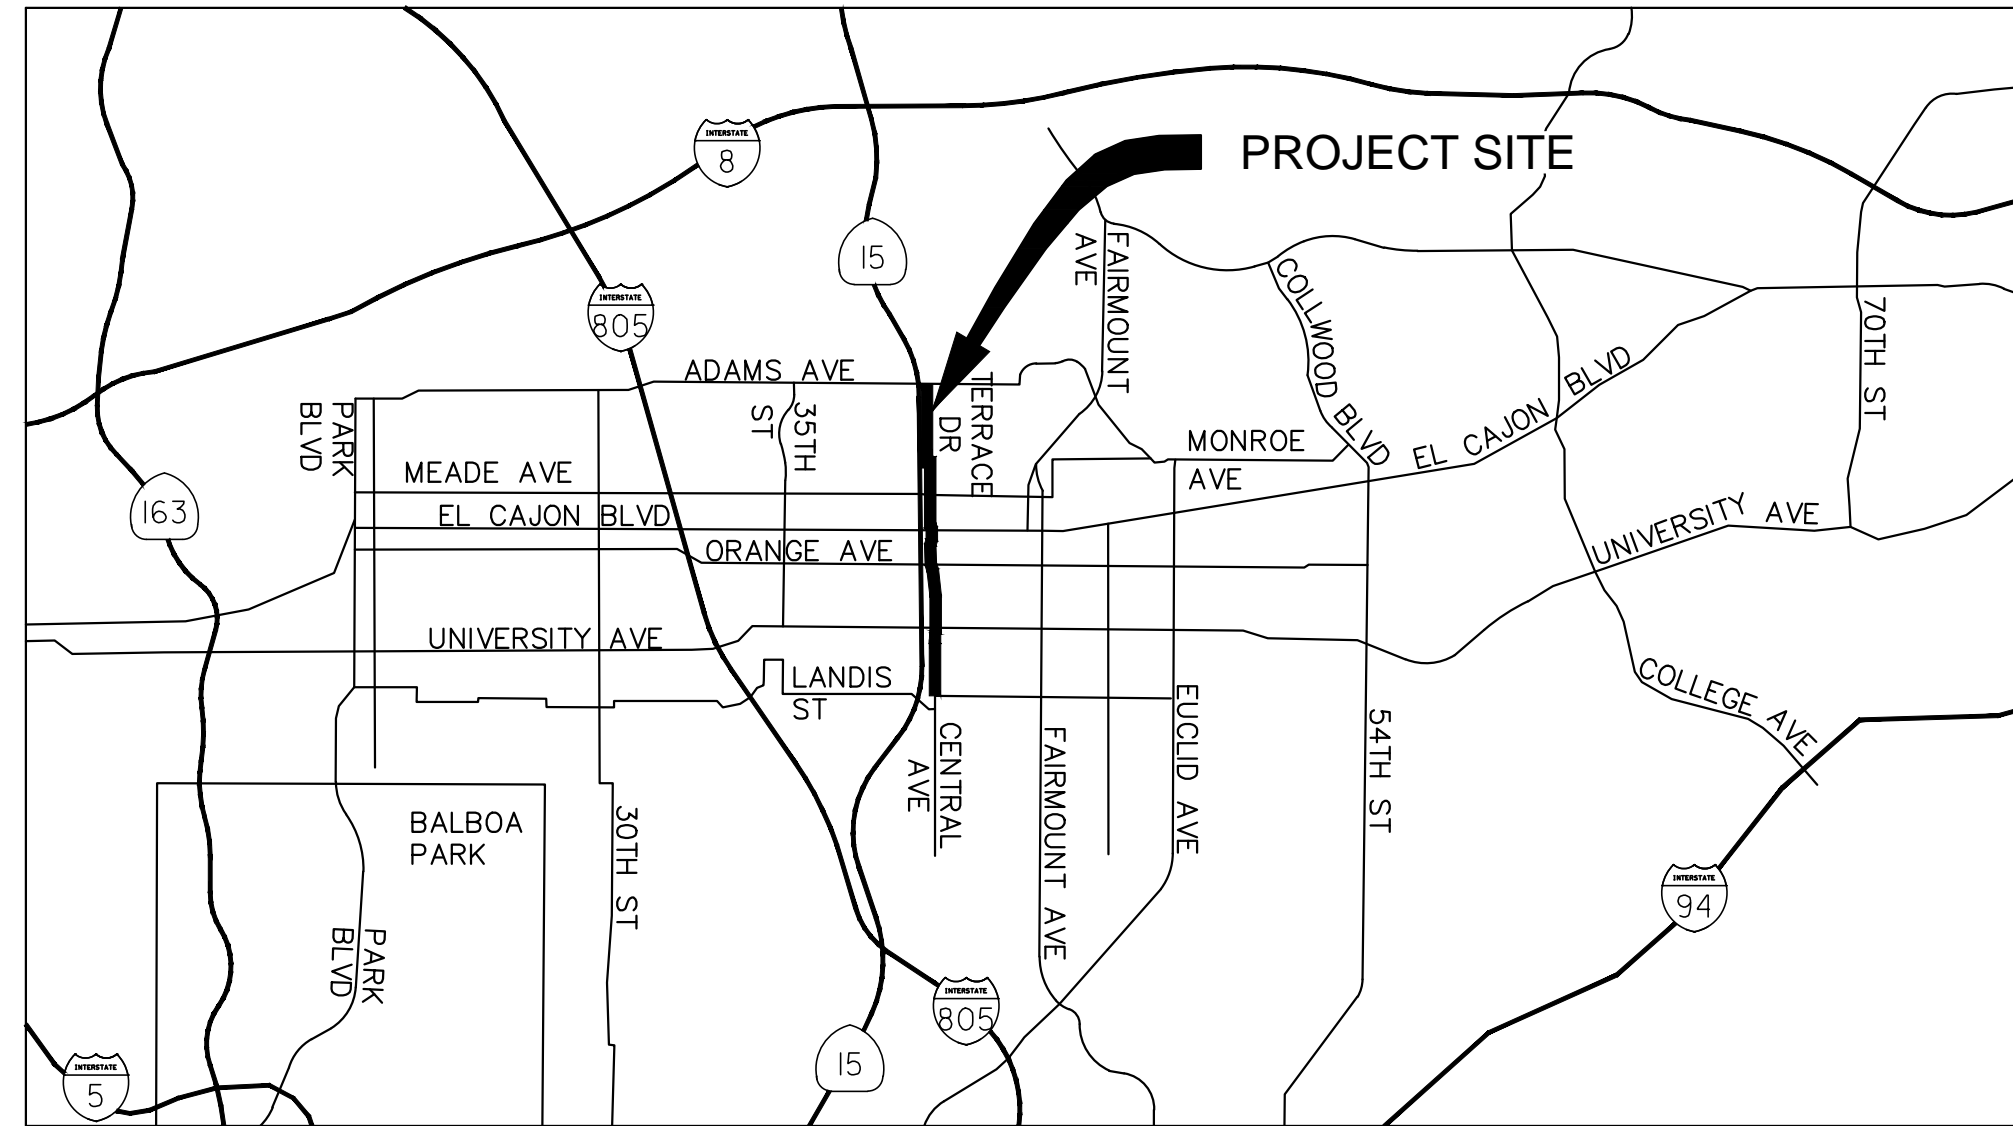 INTERSTATE
8
PROJECT SITE
15
FAIRMOUNT
AVE
INTERSTATE
805
COLLWOOD BLVD
70TH ST
ADAMS AVE
TERRACE
DR
35TH
ST
PARK
BLVD
EL CAJON BLVD
MONROE
AVE
MEADE AVE
163
EL CAJON BLVD
UNIVERSITY AVE
ORANGE AVE
UNIVERSITY AVE
LANDIS
ST
COLLEGE AVE
EUCLID AVE
54TH ST
CENTRAL
AVE
FAIRMOUNT AVE
BALBOA
PARK
30TH ST
INTERSTATE
94
PARK
BLVD
INTERSTATE
805
15
INTERSTATE
5